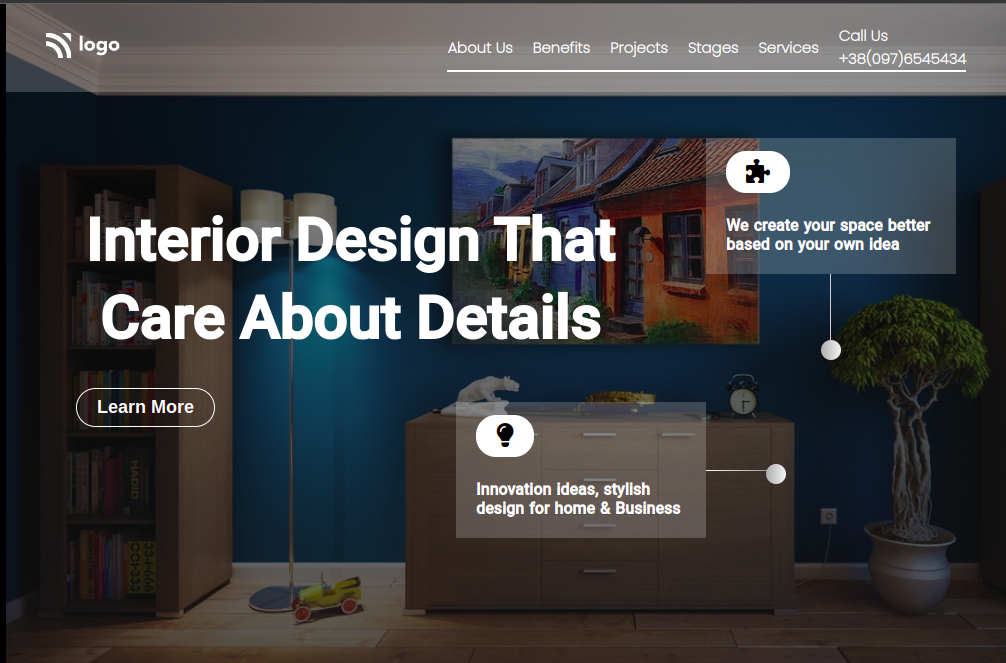 logo
About Us
Benefits
Projects
Stages
Services
Call Us
+38(097)6545434
Interior Design That
Care About Details
Learn More
We create your space better
based on your own idea
Innovation ideas, stylish
design for home & Business
HADID